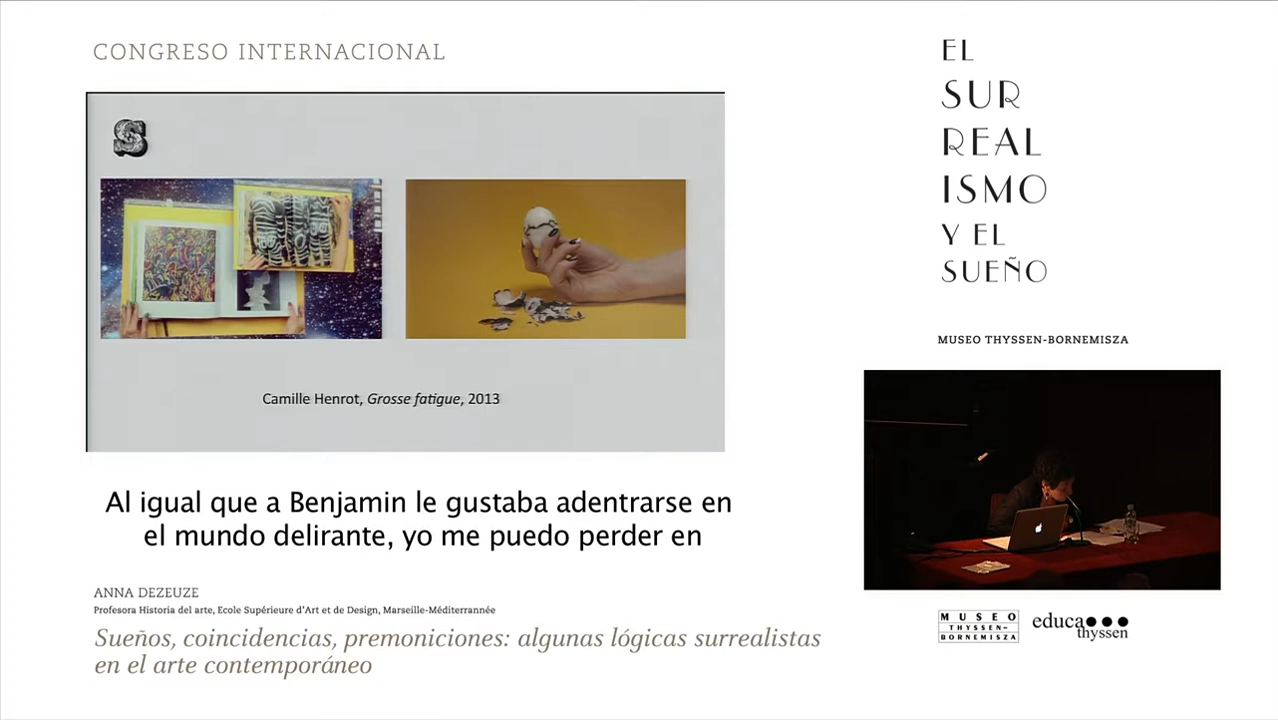 CONGRESO INTERNACIONAL
S
Camille Henrot, Grosse fatigue, 2013
Al igual que a Benjamin le gustaba adentrarse en
el mundo delirante, yo me puedo perder en
ANNA DEZEUZE
Profesora Historia del arte, Ecole Supérieure d'Art et de Design, Marseille-Méditerrannée
Sueños, coincidencias, premoniciones: algunas lógicas surrealistas
en el arte contemporáneo
EL
SUR
REAL
ISMO
Y EL
SUEÑO
MUSEO THYSSEN-BORNEMISZA
MUSEO
THYSSEN-
BORNEMISZA
educa
thyssen